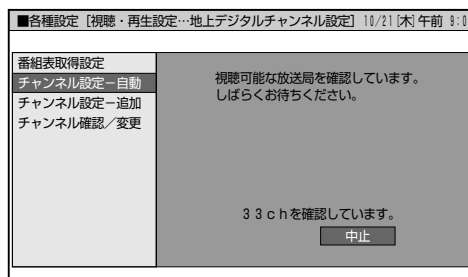 ■各種設定［視聴・再生設定…地上デジタルチャンネル設定］10/21[木]午前 9:0
番組表取得設定
チャンネル設定－自動
チャンネル設定－追加
チャンネル確認／変更
視聴可能な放送局を確認しています。
しばらくお待ちください。
３３ｃｈを確認しています。
中止